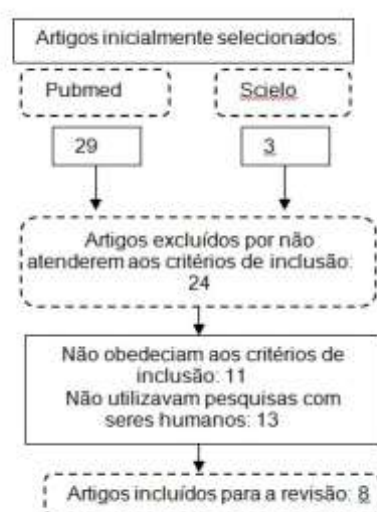 Artigos inicialmente selecionados:
Pubmed
Scielo
29
3
Artigos excluídos por não
atenderem aos critérios de inclusão:
24
Não obedeciam aos critérios de
inclusão: 11
Não utilizavam pesquisas com
seres humanos: 13
Artigos incluídos para a revisão: 8